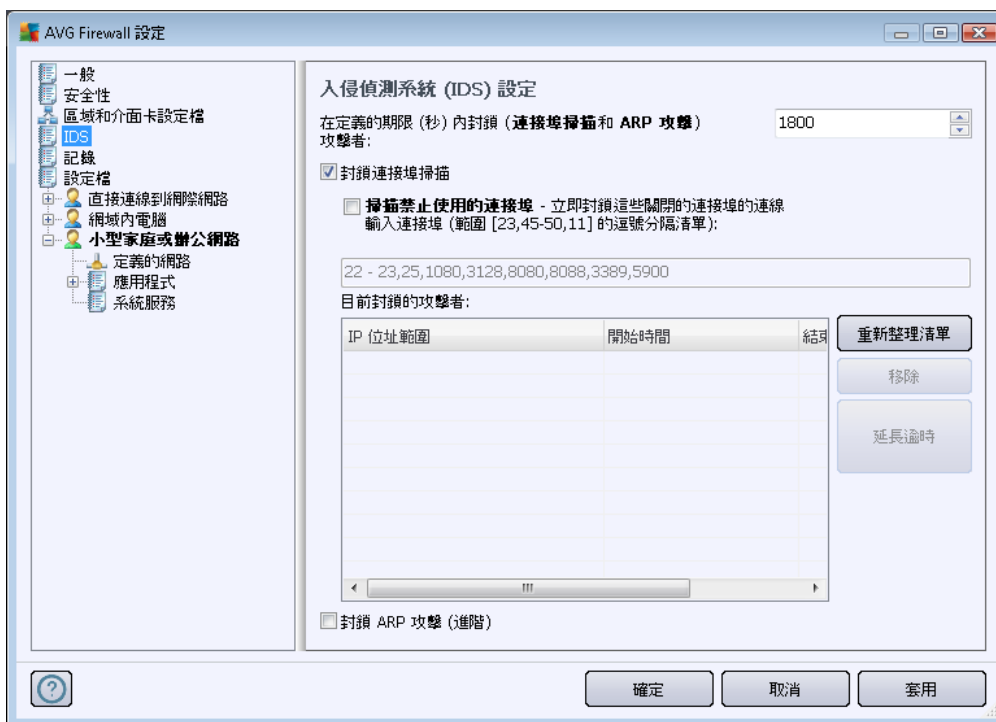 AVG Firewall 設定
一般
安全性
區域和介面卡設定檔
IDS
記錄
設定檔
直接連線到網際網路
網域內電腦
小型家庭或辦公網路
定義的網路
應用程式
系統服務
入侵偵測系統 (IDS) 設定
在定義的期限 (秒) 內封鎖 (連接埠掃描和 ARP 攻擊)
攻擊者:
1800
封鎖連接埠掃描
掃描禁止使用的連接埠 - 立即封鎖這些關閉的連接埠的連線
輸入連接埠 (範圍 [23,45-50,11] 的逗號分隔清單):
22 - 23,25,1080,3128,8080,8088,3389,5900
目前封鎖的攻擊者:
IP 位址範圍 開始時間 結束
重新整理清單
移除
延長逾時
封鎖 ARP 攻擊 (進階)
確定 取消 套用